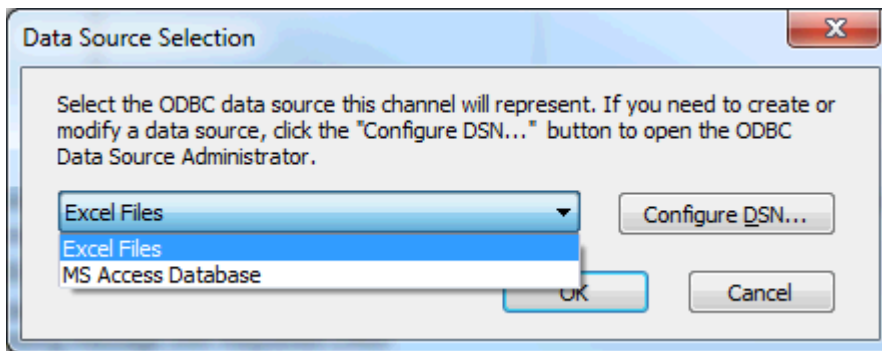 Data Source Selection
Select the ODBC data source this channel will represent. If you need to create or
modify a data source, click the "Configure DSN..." button to open the ODBC
Data Source Administrator.
Excel Files
Configure DSN...
Excel Files
MS Access Database
OK
Cancel